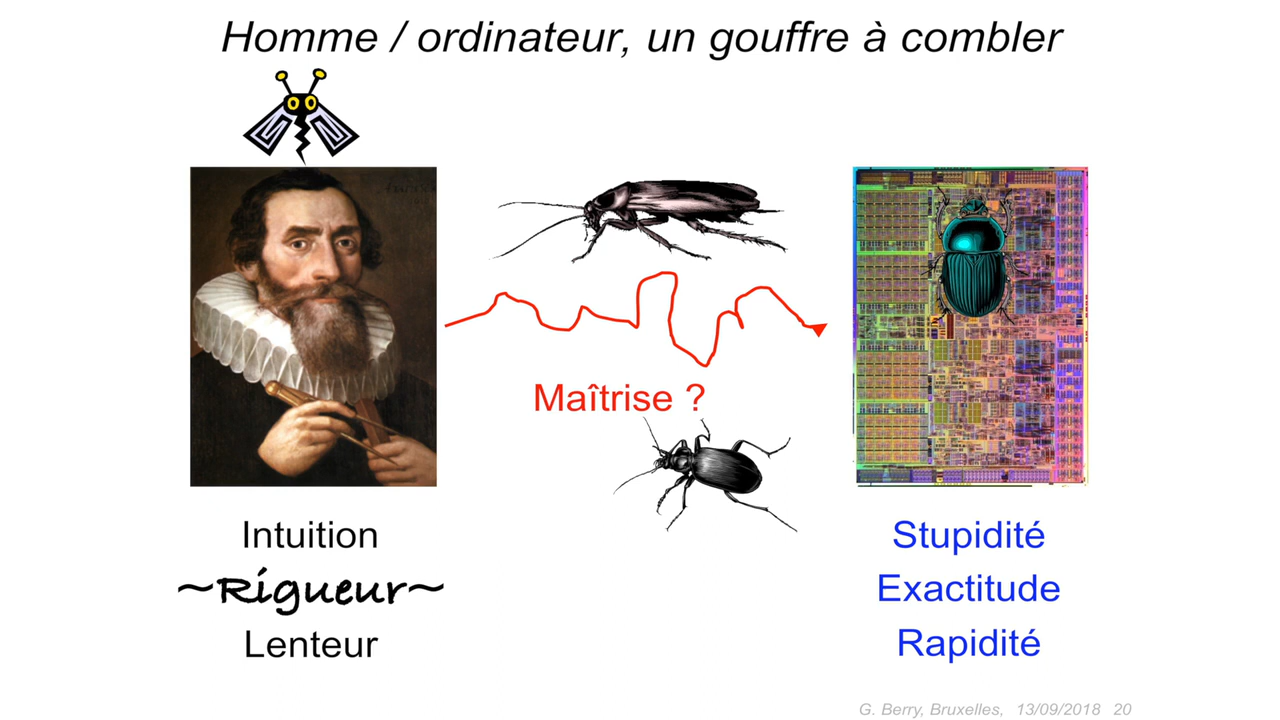 Homme / ordinateur, un gouffre à combler
Maîtrise ?
Intuition
~Rigueur~
Lenteur
Stupidité
Exactitude
Rapidité
G. Berry, Bruxelles, 13/09/2018 20